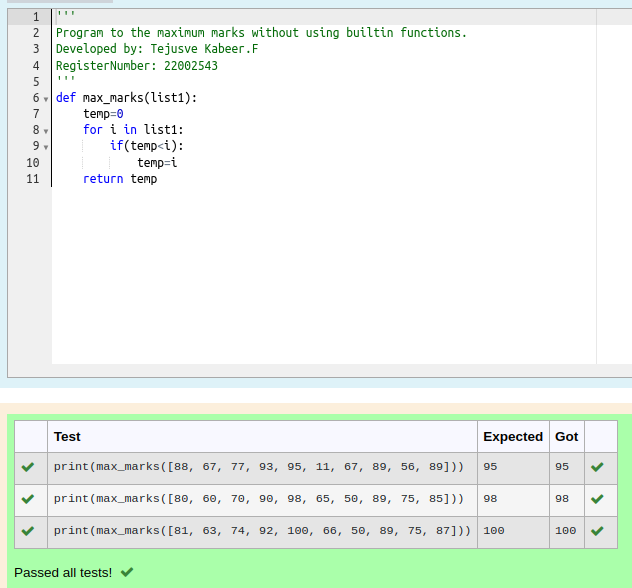 1 '''
2 Program to the maximum marks without using builtin functions.
3 Developed by: Tejusve Kabeer.F
4 RegisterNumber: 22002543
5 '''
6 def max_marks(list1):
7     temp=0
8     for i in list1:
9         if(temp<i):
10             temp=i
11     return temp
Test Expected Got
print(max_marks([88, 67, 77, 93, 95, 11, 67, 89, 56, 89])) 95 95
print(max_marks([80, 60, 70, 90, 98, 65, 50, 89, 75, 85])) 98 98
print(max_marks([81, 63, 74, 92, 100, 66, 50, 89, 75, 87])) 100 100
Passed all tests!